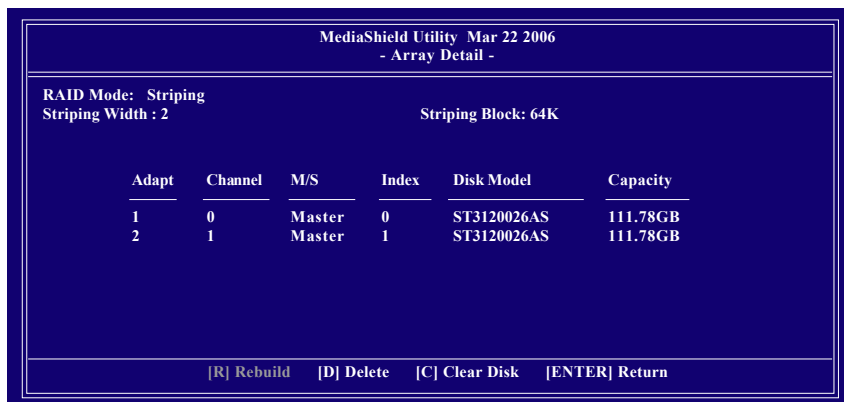 MediaShield Utility Mar 22 2006
- Array Detail -
RAID Mode: Striping
Striping Width : 2 Striping Block: 64K
Adapt Channel M/S Index Disk Model Capacity
1 0 Master 0 ST3120026AS 111.78GB
2 1 Master 1 ST3120026AS 111.78GB
[R] Rebuild [D] Delete [C] Clear Disk [ENTER] Return